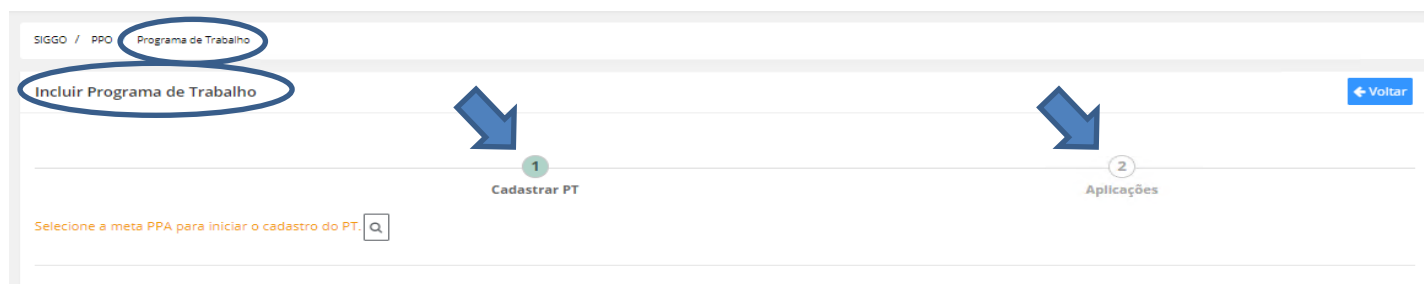 SIGGO / PPO Programa de Trabalho
Incluir Programa de Trabalho
Voltar
1
2
Cadastrar PT
Aplicações
Selecione a meta PPA para iniciar o cadastro do PT.